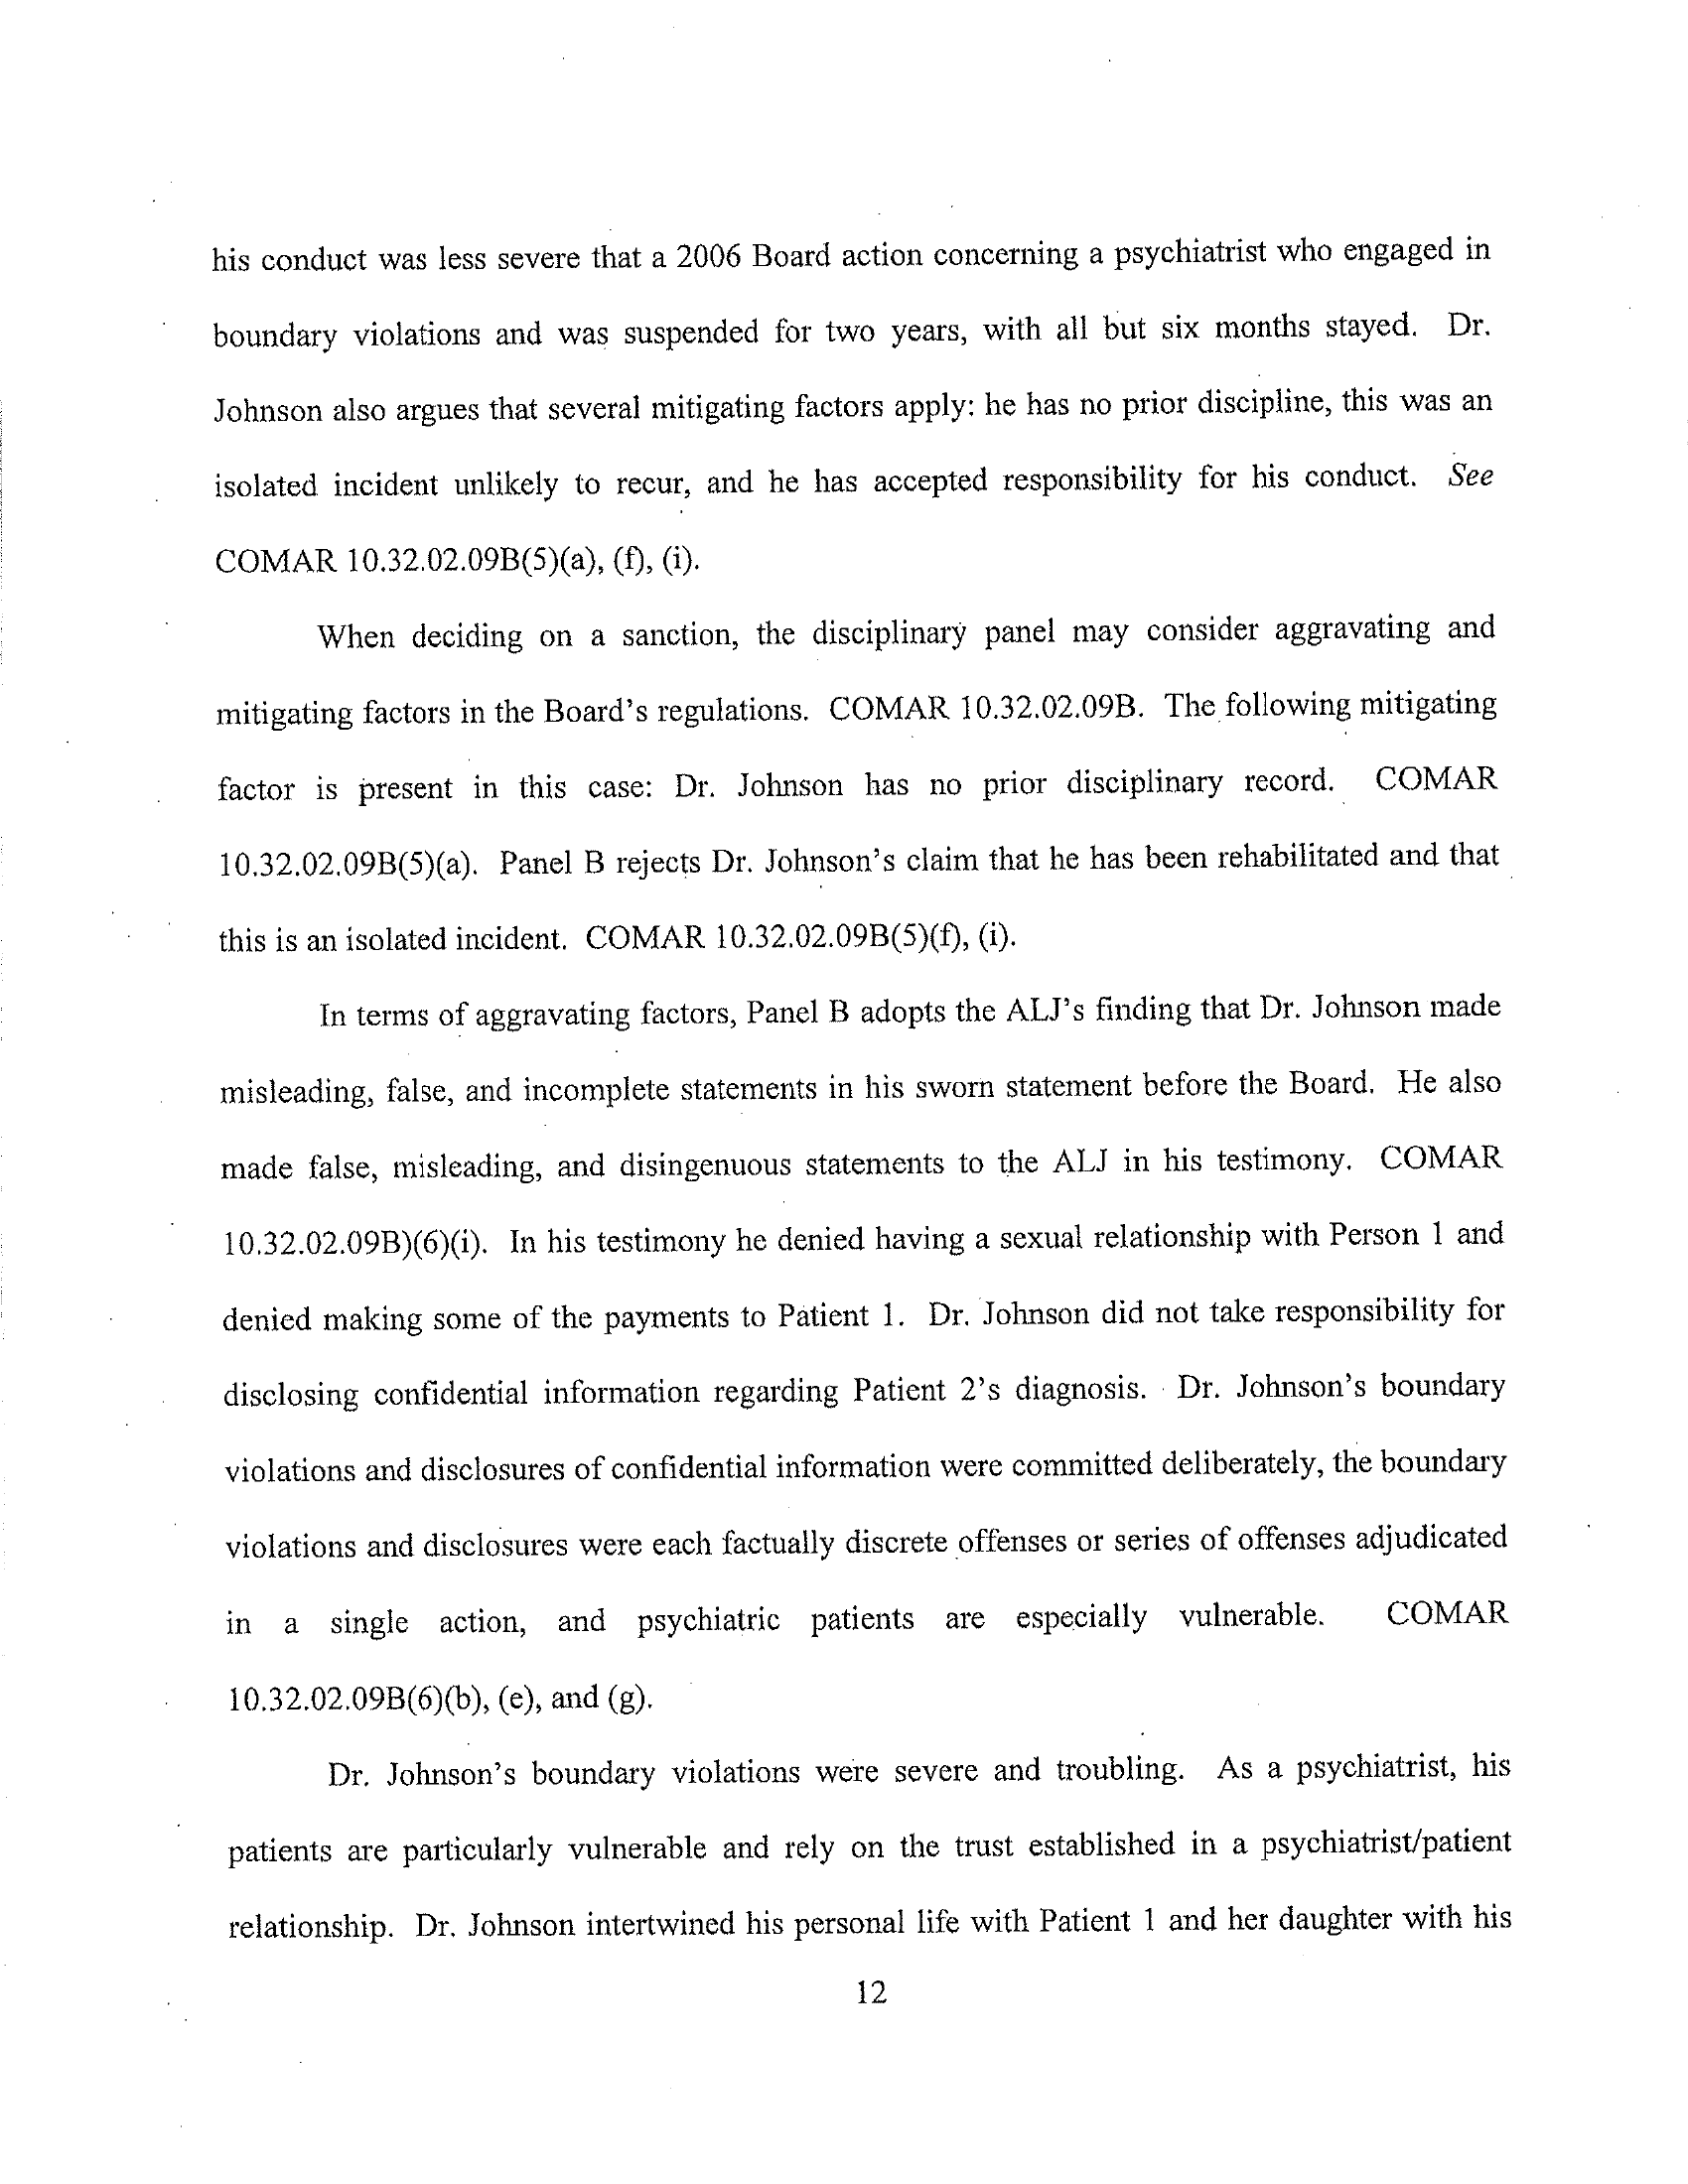 his conduct was less severe that a 2006 Board action concerning a psychiatrist who engaged in
boundary violations and was suspended for two years, with all but six months stayed. Dr.
Johnson also argues that several mitigating factors apply: he has no prior discipline, this was an
isolated incident unlikely to recur, and he has accepted responsibility for his conduct. See
COMAR 10.32.02.09B(5)(a), (f), (i).
When deciding on a sanction, the disciplinary panel may consider aggravating and
mitigating factors in the Board's regulations. COMAR 10.32.02.09B. The following mitigating
factor is present in this case: Dr. Johnson has no prior disciplinary record. COMAR
10.32.02.09B(5)(a). Panel B rejects Dr. Johnson's claim that he has been rehabilitated and that
this is an isolated incident. COMAR 10.32.02.09B(5)(f), (i).
In terms of aggravating factors, Panel B adopts the ALJ's finding that Dr. Johnson made
misleading, false, and incomplete statements in his sworn statement before the Board. He also
made false, misleading, and disingenuous statements to the ALJ in his testimony. COMAR
10.32.02.09B)(6)(i). In his testimony he denied having a sexual relationship with Person 1 and
denied making some of the payments to Patient 1. Dr. Johnson did not take responsibility for
disclosing confidential information regarding Patient 2's diagnosis. Dr. Johnson's boundary
violations and disclosures of confidential information were committed deliberately, the boundary
violations and disclosures were each factually discrete offenses or series of offenses adjudicated
in a single action, and psychiatric patients are especially vulnerable. COMAR
10.32.02.09B(6)(b), (e), and (g).
Dr. Johnson's boundary violations were severe and troubling. As a psychiatrist, his
patients are particularly vulnerable and rely on the trust established in a psychiatrist/patient
relationship. Dr. Johnson intertwined his personal life with Patient 1 and her daughter with his
12